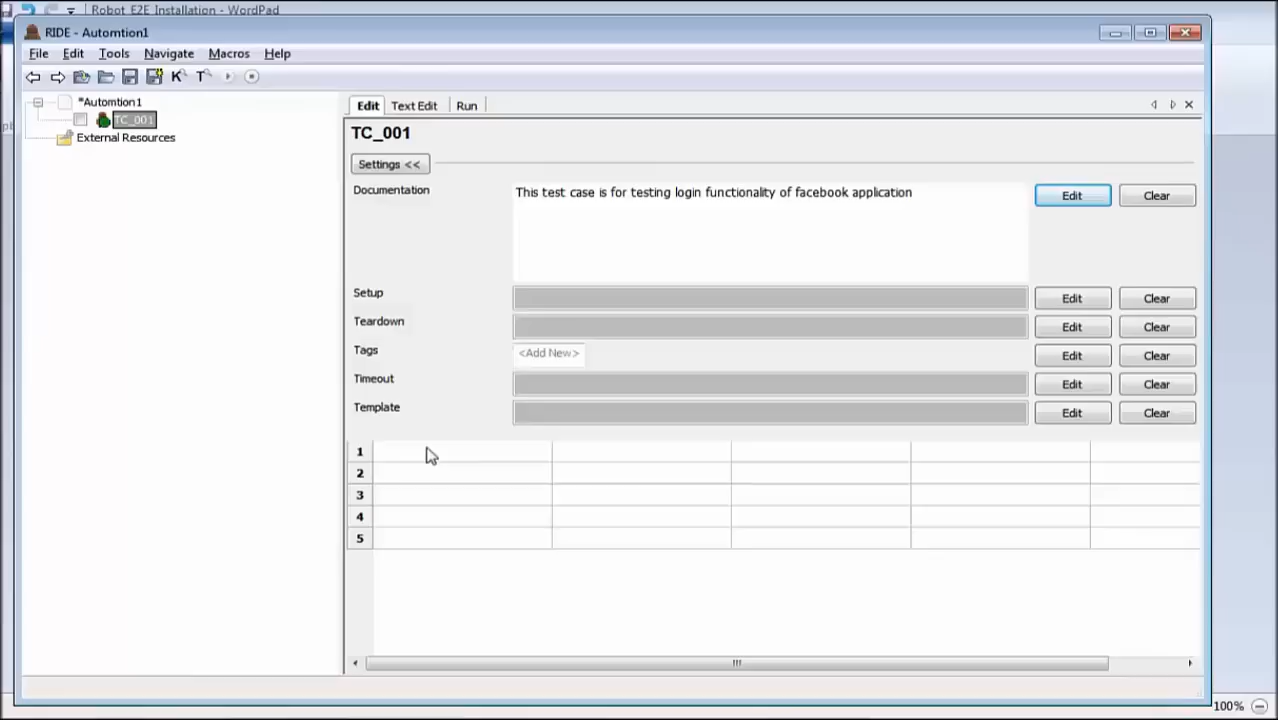 Robot E2E Installation - WordPad
RIDE - Automtion1
File Edit Tools Navigate Macros Help
K T
*Automtion1
TC_001
External Resources
Edit Text Edit Run
TC_001
Settings <<
Documentation
This test case is for testing login functionality of facebook application
Edit Clear
Setup
Edit Clear
Teardown
Edit Clear
Tags
<Add New>
Edit Clear
Timeout
Edit Clear
Template
Edit Clear
1
2
3
4
5
100%